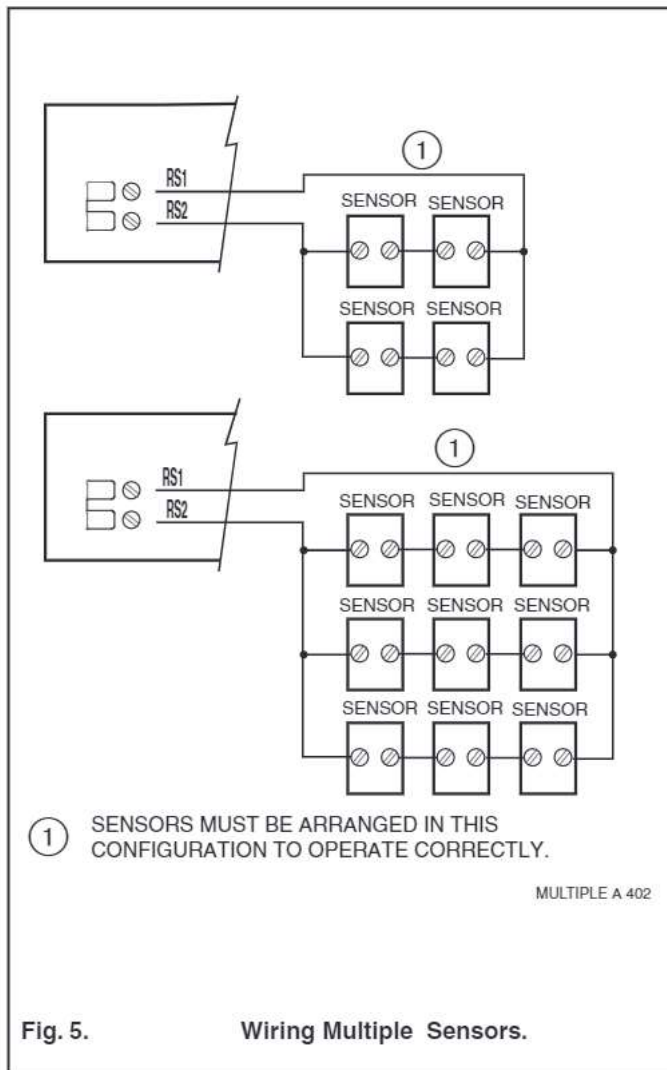 1
RS1
SENSOR SENSOR
RS2
SENSOR SENSOR
1
RS1
SENSOR SENSOR SENSOR
RS2
SENSOR SENSOR SENSOR
SENSOR SENSOR SENSOR
1 SENSORS MUST BE ARRANGED IN THIS
CONFIGURATION TO OPERATE CORRECTLY.
MULTIPLE A 402
Fig. 5. Wiring Multiple Sensors.